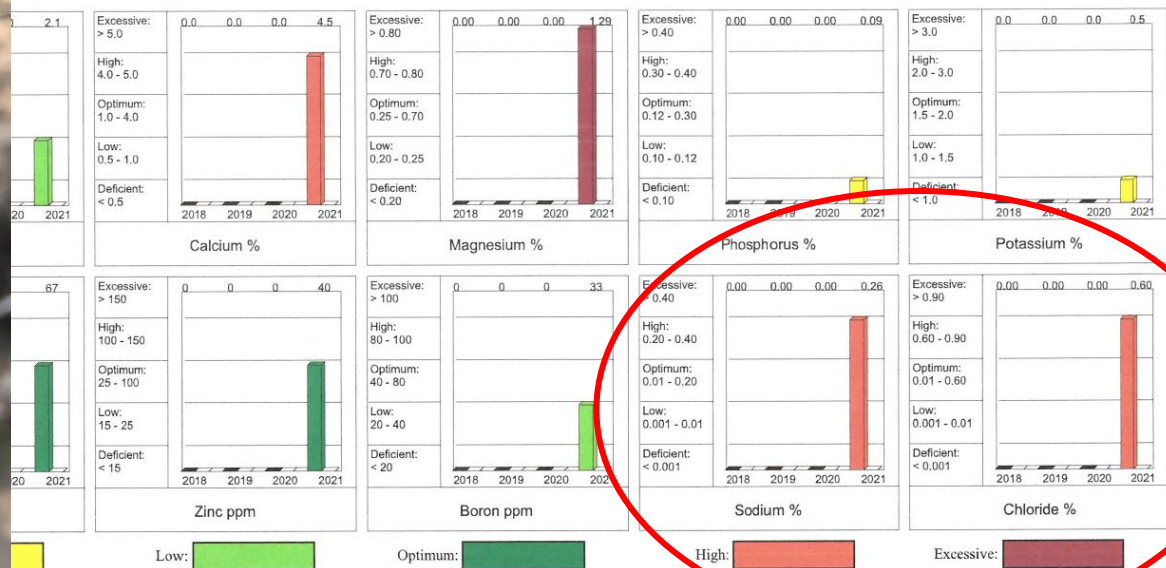 2.1
20 2021
Excessive:
> 5.0
High:
4.0 - 5.0
Optimum:
1.0 - 4.0
Low:
0.5 - 1.0
Deficient:
< 0.5
0.0 0.0 0.0 4.5
2018 2019 2020 2021
Calcium %
Excessive:
> 0.80
High:
0.70 - 0.80
Optimum:
0.25 - 0.70
Low:
0.20 - 0.25
Deficient:
< 0.20
0.00 0.00 0.00 1.29
2018 2019 2020 2021
Magnesium %
Excessive:
> 0.40
High:
0.30 - 0.40
Optimum:
0.12 - 0.30
Low:
0.10 - 0.12
Deficient:
< 0.10
0.00 0.00 0.00 0.09
2018 2019 2020 2021
Phosphorus %
Excessive:
> 3.0
High:
2.0 - 3.0
Optimum:
1.5 - 2.0
Low:
1.0 - 1.5
Deficient:
< 1.0
0.0 0.0 0.0 0.5
2018 2019 2020 2021
Potassium %
67
20 2021
Excessive:
> 150
High:
100 - 150
Optimum:
25 - 100
Low:
15 - 25
Deficient:
< 15
0 0 0 40
2018 2019 2020 2021
Zinc ppm
Excessive:
> 100
High:
80 - 100
Optimum:
40 - 80
Low:
20 - 40
Deficient:
< 20
0 0 0 33
2018 2019 2020 202
Boron ppm
Excessive:
> 0.40
High:
0.20 - 0.40
Optimum:
0.01 - 0.20
Low:
0.001 - 0.01
Deficient:
< 0.001
0.00 0.00 0.00 0.26
2018 2019 2020 2021
Sodium %
Excessive:
> 0.90
High:
0.60 - 0.90
Optimum:
0.01 - 0.60
Low:
0.001 - 0.01
Deficient:
< 0.001
0.00 0.00 0.00 0.60
2018 2019 2020 2021
Chloride %
Low: Optimum: High: Excessive: